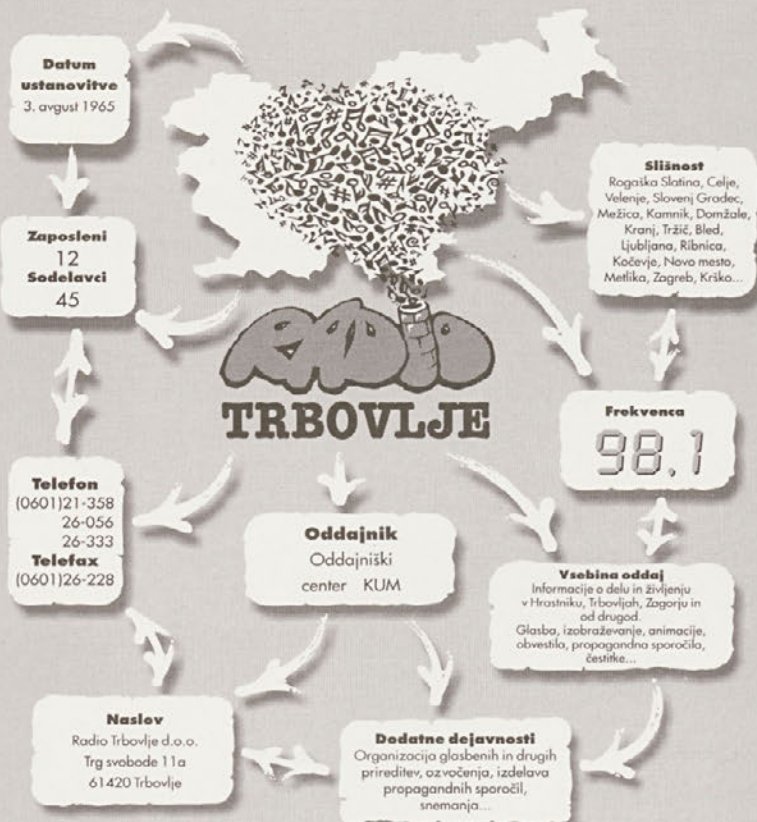 Datum
ustanovitve
3. avgust 1965
Slišnost
Rogaška Slatina, Celje,
Velenje, Slovenj Gradec,
Mežica, Kamnik, Domžale,
Kranj, Tržič, Bled,
Ljubljana, Ribnica,
Kočevje, Novo mesto,
Metlika, Zagreb, Krško...
Zaposleni
12
Sodelavci
45
RADIO
TRBOVLJE
Frekvenca
98.1
Telefon
(0601)21-358
26-056
26-333
Telefax
(0601)26-228
Oddajnik
Oddajniški
center KUM
Vsebina oddaj
Informacije o delu in življenju
v Hrastniku, Trbovljah, Zagorju in
od drugod.
Glasba, izobraževanje, animacije,
obvestila, propagandna sporočila,
čestitke...
Naslov
Radio Trbovlje d.o.o.
Trg svobode 11a
61420 Trbovlje
Dodatne dejavnosti
Organizacija glasbenih in drugih
prireditev, ozvočenja, izdelava
propagandnih sporočil,
snemanja...